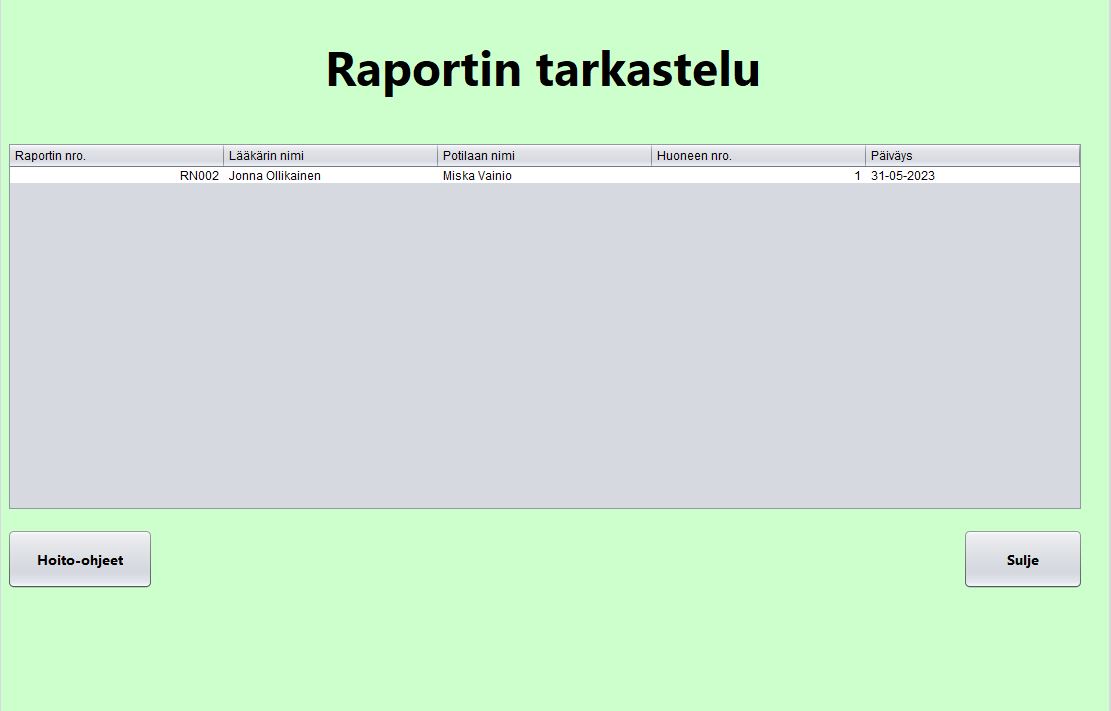 Raportin tarkastelu
Raportin nro. Lääkärin nimi Potilaan nimi Huoneen nro. Päiväys
RN002 Jonna Ollikainen Miska Vainio 1 31-05-2023
Hoito-ohjeet Sulje